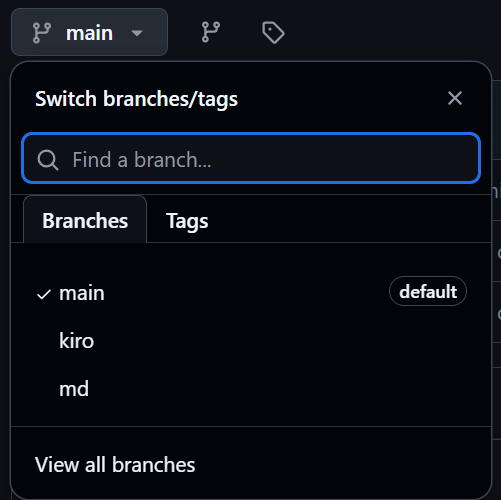 main
Switch branches/tags
Find a branch...
Branches Tags
main default
kiro
md
View all branches